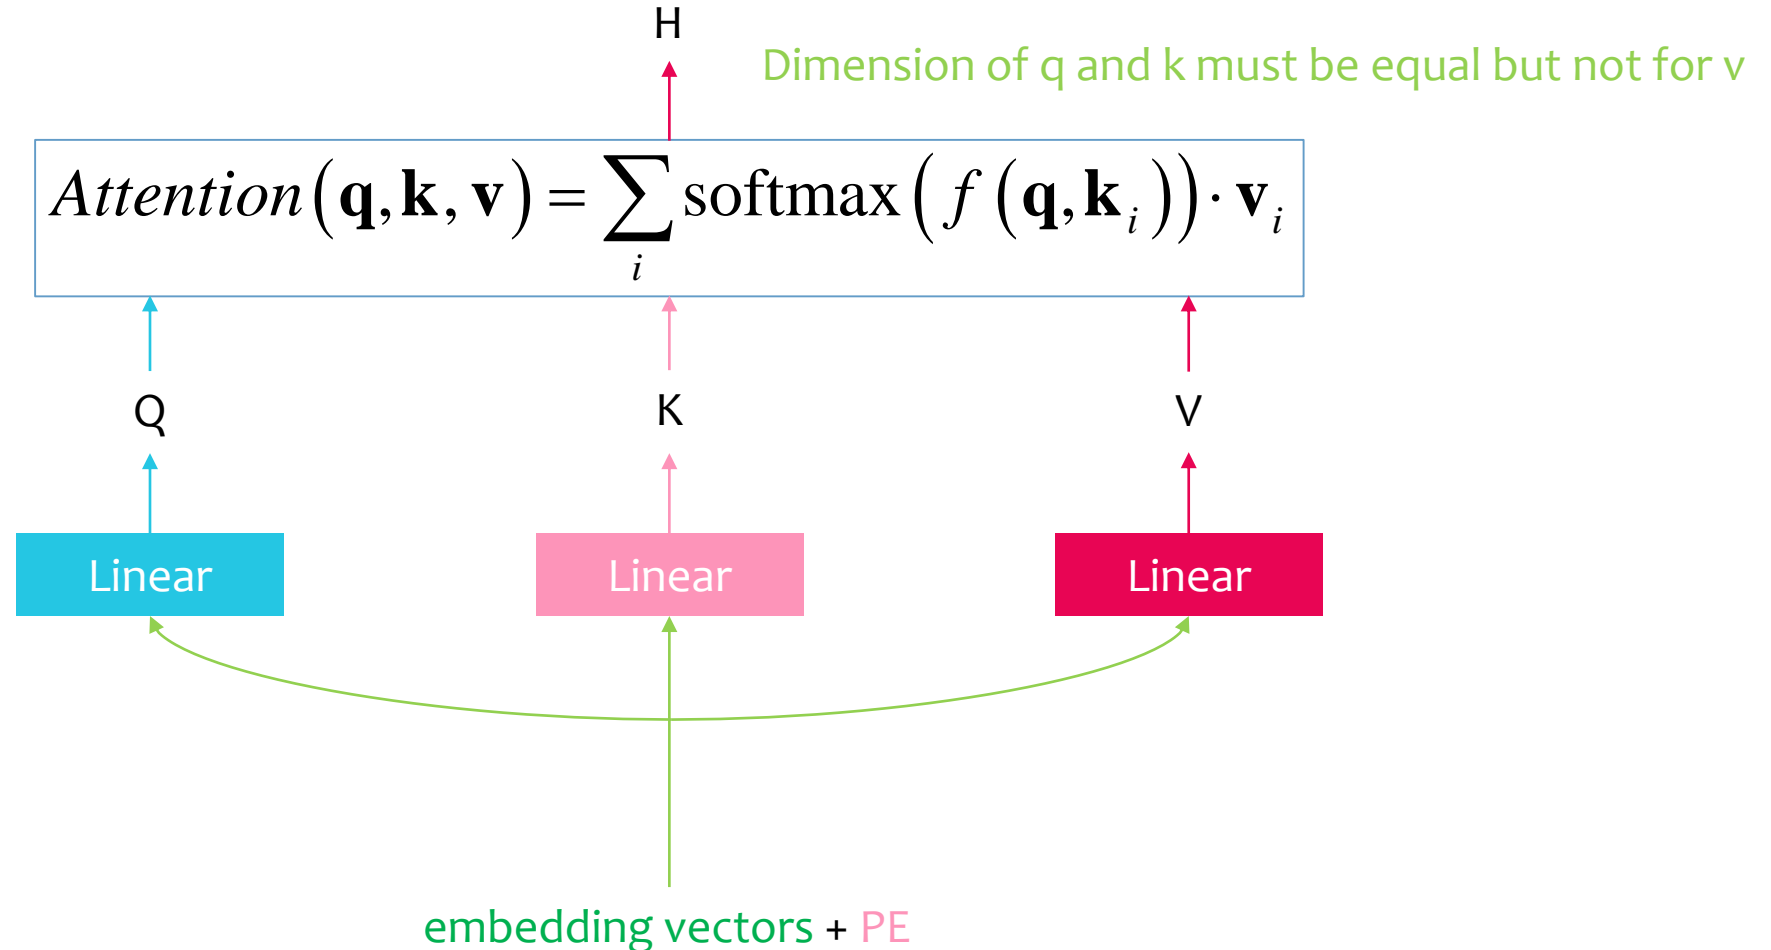 H
Dimension of q and k must be equal but not for v
Attention(q, k, v) = ∑_i softmax(f(q, k_i)) · v_i
Q K V
Linear Linear Linear
embedding vectors + PE